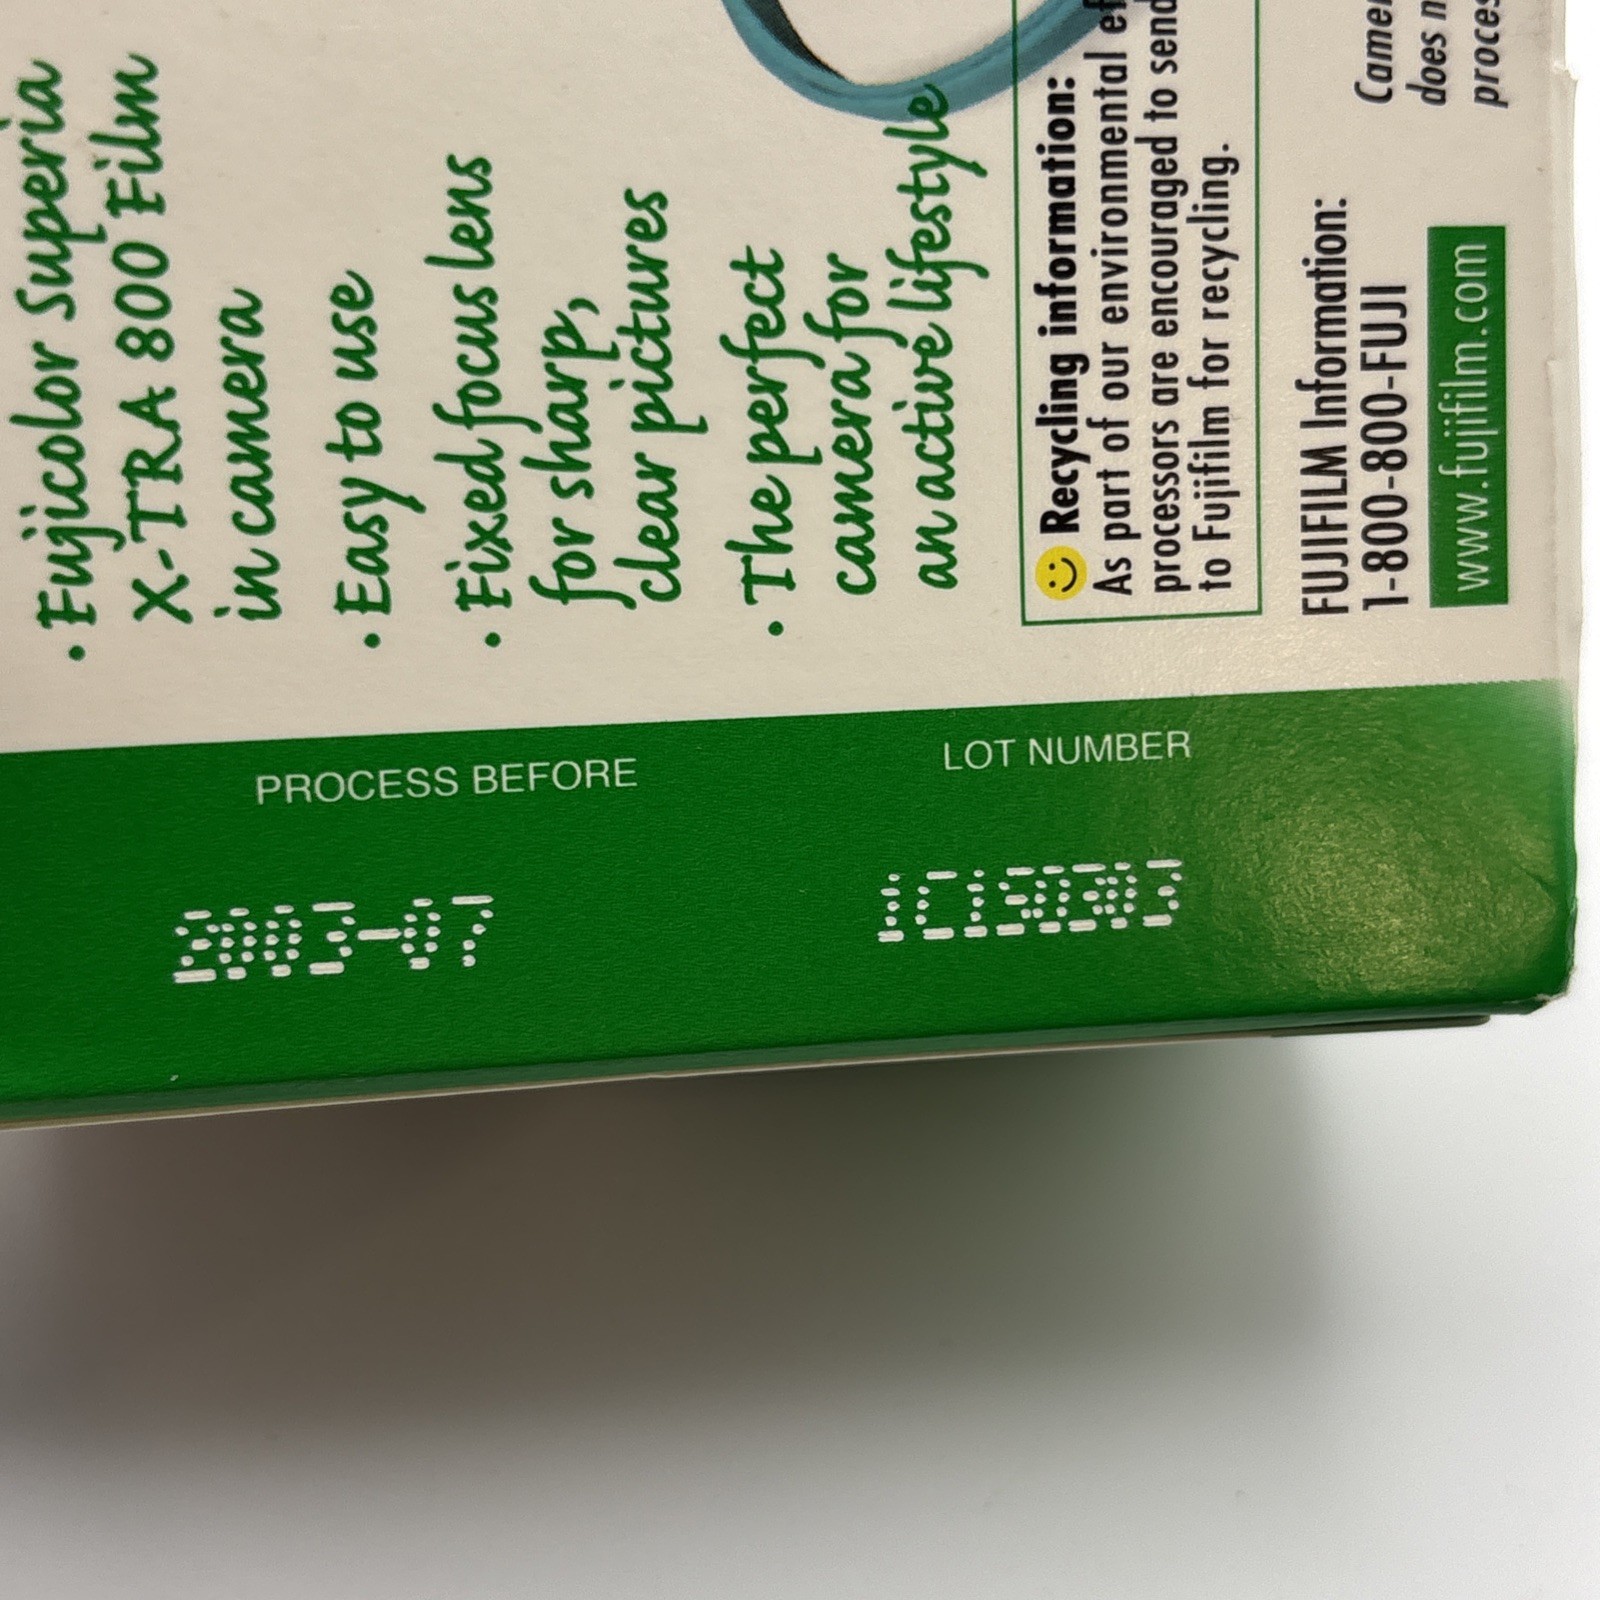 • Fujicolor Superia
X-TRA 800 Film
in camera
• Easy to use
• Fixed focus lens
for sharp,
clear pictures
• The perfect
camera for
an active lifestyle
Recycling information:
As part of our environmental
processors are encouraged to send
to Fujifilm for recycling.
FUJIFILM Information:
1-800-800-FUJI
www.fujifilm.com
does
PROCESS BEFORE
2003-07
LOT NUMBER